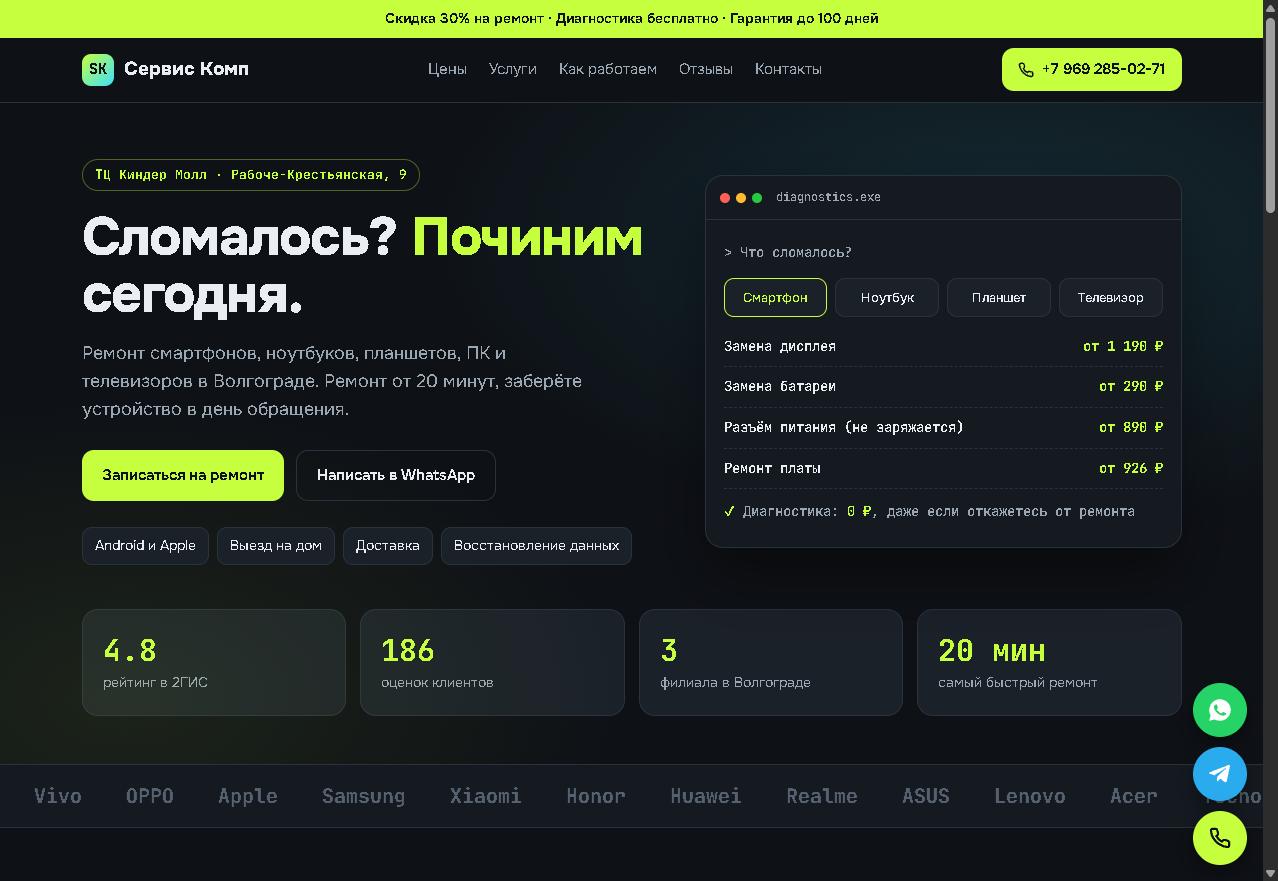 Скидка 30% на ремонт · Диагностика бесплатно · Гарантия до 100 дней
SK Сервис Комп
Цены Услуги Как работаем Отзывы Контакты
+7 969 285-02-71
ТЦ Киндер Молл · Рабоче-Крестьянская, 9
Сломалось? Починим
сегодня.
Ремонт смартфонов, ноутбуков, планшетов, ПК и
телевизоров в Волгограде. Ремонт от 20 минут, заберёте
устройство в день обращения.
Записаться на ремонт
Написать в WhatsApp
Android и Apple
Выезд на дом
Доставка
Восстановление данных
diagnostics.exe
> Что сломалось?
Смартфон Ноутбук Планшет Телевизор
Замена дисплея от 1 190 ₽
Замена батареи от 290 ₽
Разъём питания (не заряжается) от 890 ₽
Ремонт платы от 926 ₽
✓ Диагностика: 0 ₽, даже если откажетесь от ремонта
4.8
рейтинг в 2ГИС
186
оценок клиентов
3
филиала в Волгограде
20 мин
самый быстрый ремонт
Vivo OPPO Apple Samsung Xiaomi Honor Huawei Realme ASUS Lenovo Acer